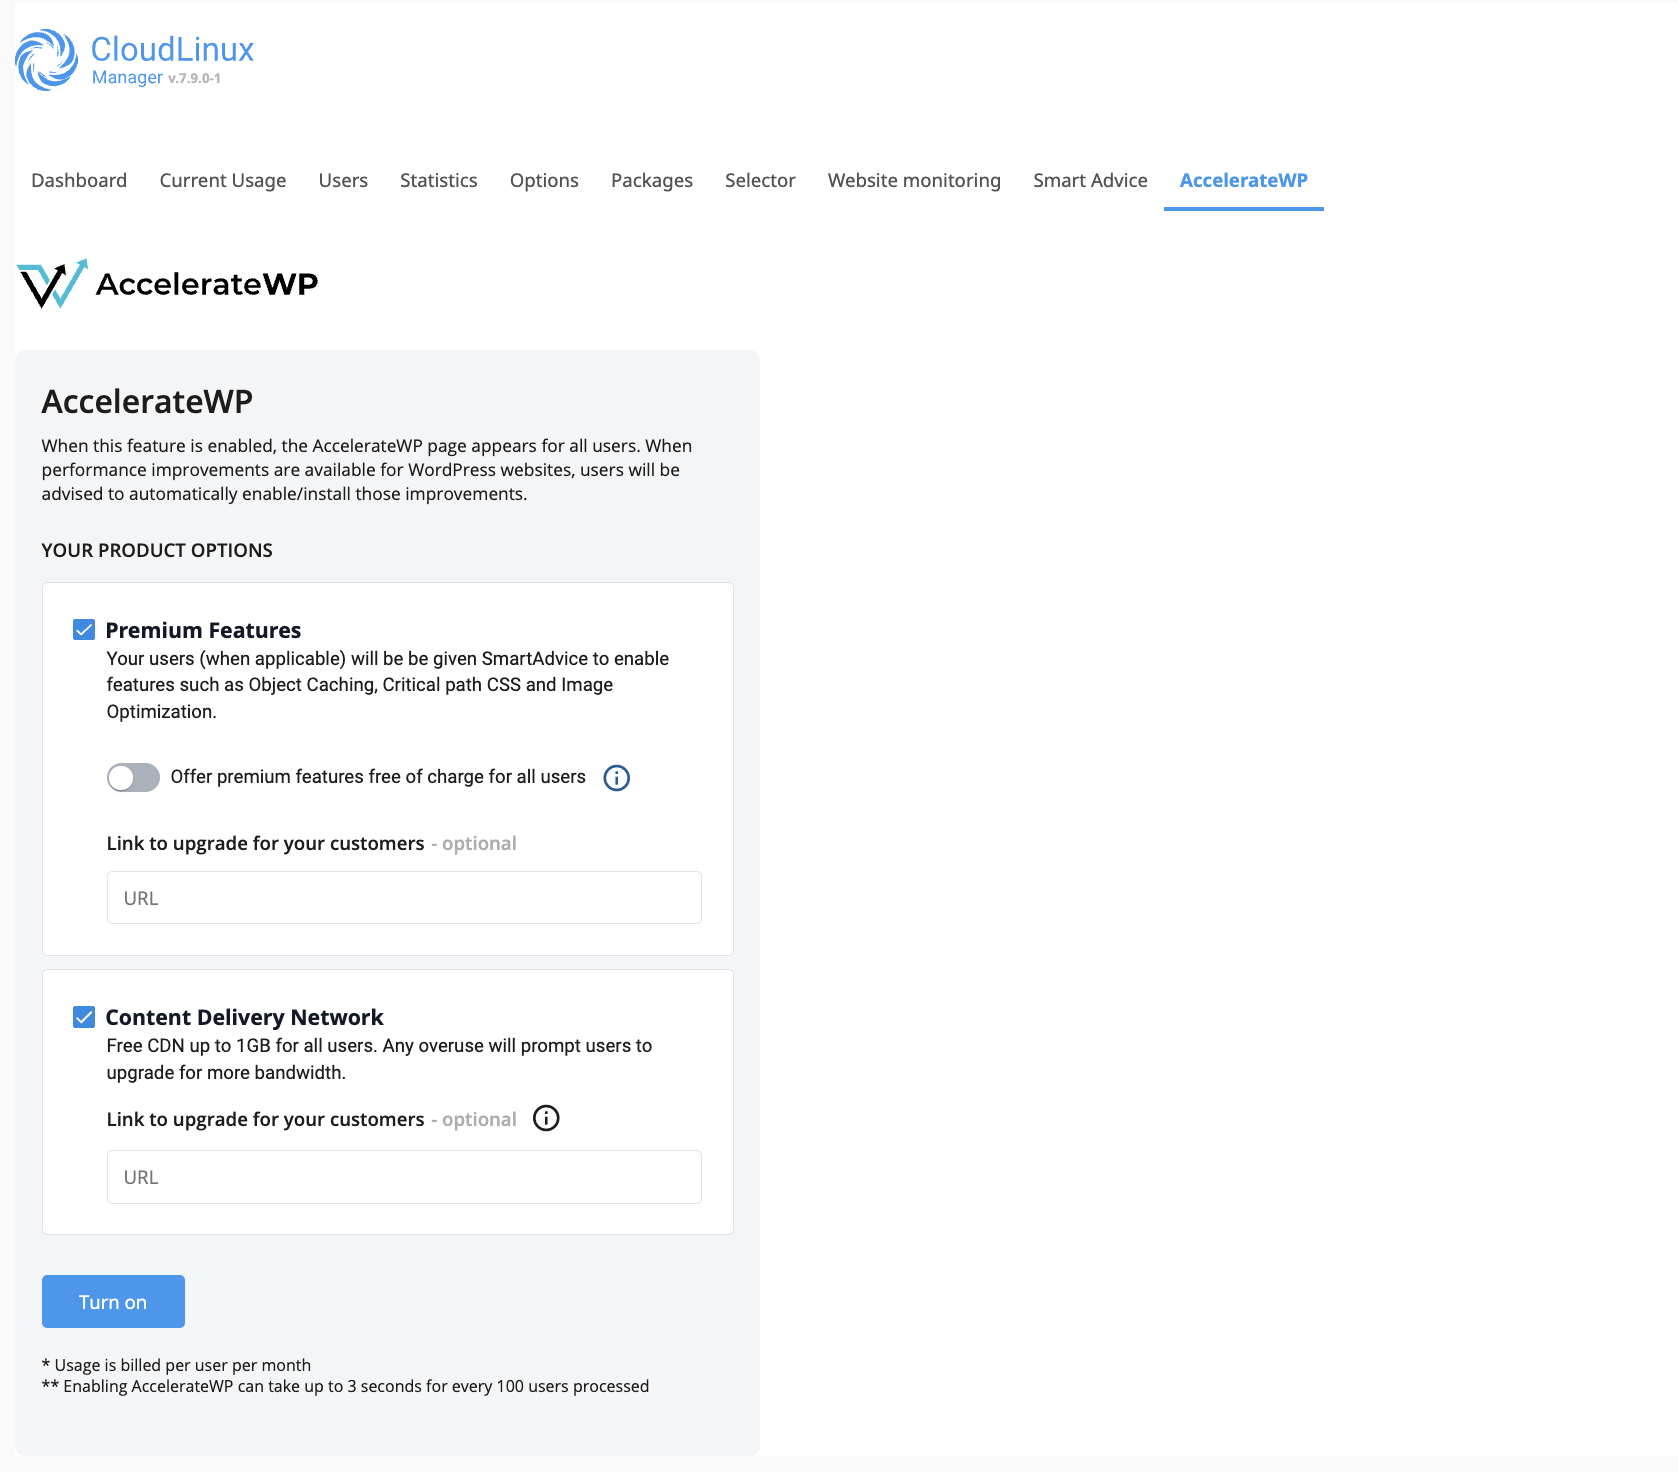 CloudLinux
Manager v.7.9.0-1
Dashboard Current Usage Users Statistics Options Packages Selector Website monitoring Smart Advice AccelerateWP
AccelerateWP
AccelerateWP
When this feature is enabled, the AccelerateWP page appears for all users. When
performance improvements are available for WordPress websites, users will be
advised to automatically enable/install those improvements.
YOUR PRODUCT OPTIONS
Premium Features
Your users (when applicable) will be be given SmartAdvice to enable
features such as Object Caching, Critical path CSS and Image
Optimization.
Offer premium features free of charge for all users
Link to upgrade for your customers - optional
URL
Content Delivery Network
Free CDN up to 1GB for all users. Any overuse will prompt users to
upgrade for more bandwidth.
Link to upgrade for your customers - optional
URL
Turn on
* Usage is billed per user per month
** Enabling AccelerateWP can take up to 3 seconds for every 100 users processed